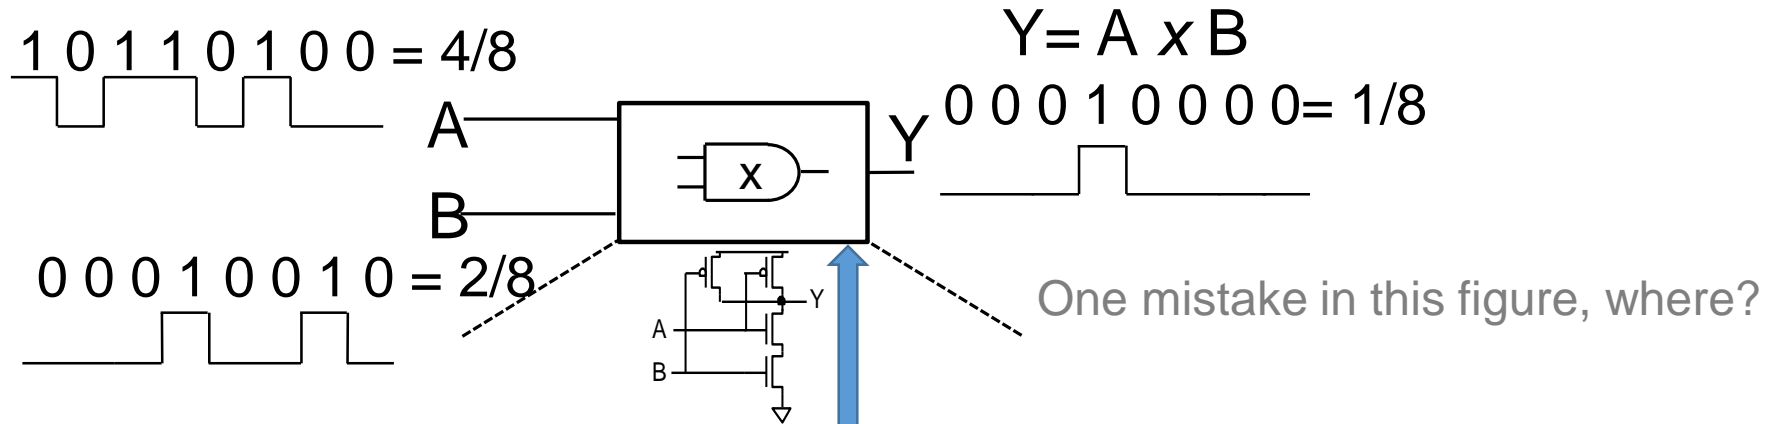 1 0 1 1 0 1 0 0 = 4/8
Y= A x B
0 0 0 1 0 0 0 0= 1/8
A
Y
x
B
0 0 0 1 0 0 1 0 = 2/8
One mistake in this figure, where?
Y
A
B